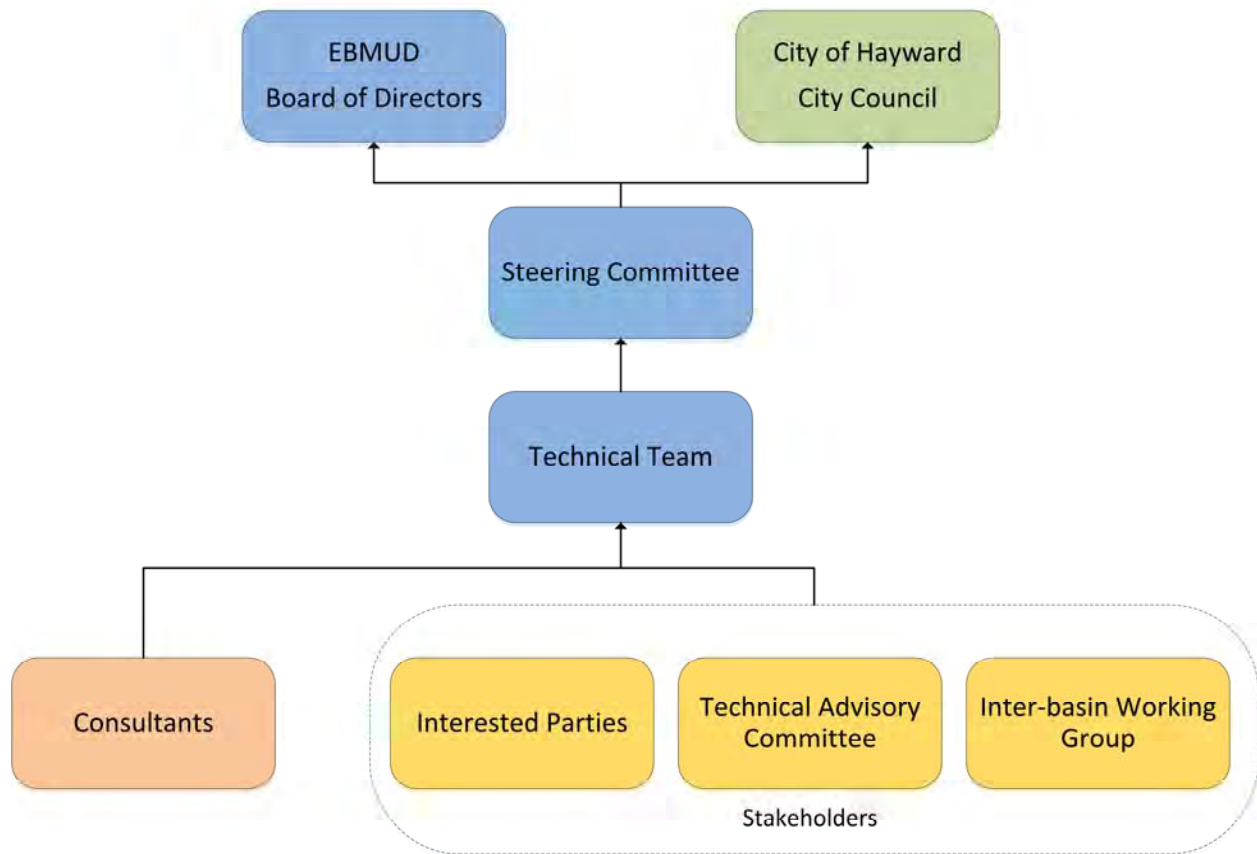 EBMUD
Board of Directors
City of Hayward
City Council
Steering Committee
Technical Team
Consultants
Interested Parties
Technical Advisory
Committee
Inter-basin Working
Group
Stakeholders